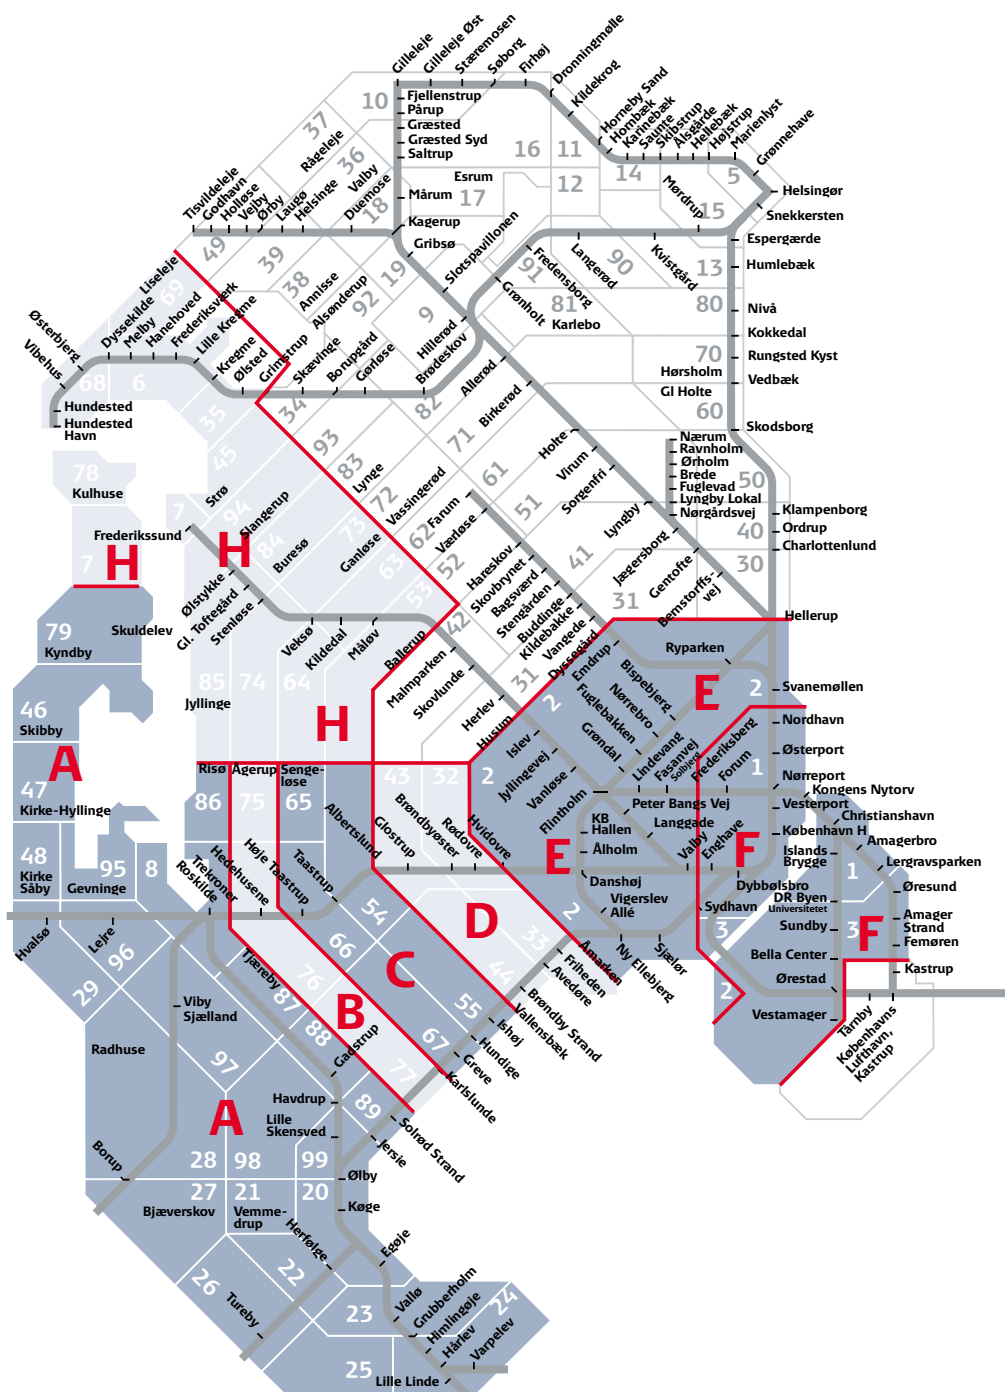 Gilleleje
Gilleleje Øst
Stæremosen
Søborg
Firhøj
Dronningmølle
Kildekrog
Horneby Sand
Hornbæk
Karinebæk
Saunte
Skibstrup
Ålsgårde
Hellebæk
Højstrup
Marienlyst
Grønnehave
Helsingør
Snekkersten
10
Fjellenstrup
Pårup
Græsted
Græsted Syd
Saltrup
37
Rågeleje
36
16
11
14
5
Esrum
17
12
Mørdrup
15
Valby
Duemose
18
Mårum
Kagerup
Gribsø
Tisvildeleje
Godhavn
Holløse
Vejby
Ørby
Laugø
Helsinge
49
39
38
Annisse
Alsønderup
92
19
Slotspavillonen
9
Fredensborg
91
Langerød
90
Kvistgård
Espergærde
13
Humlebæk
80
Nivå
Kokkedal
70
Rungsted Kyst
Hørsholm
Vedbæk
Gl Holte
60
Skodsborg
Grønholt
81
Karlebo
Liseleje
69
Østerbjerg
Vibehus
Dyssekilde
Melby
Hanehoved
Frederiksværk
Lille Kregme
Kregme
Ølsted
Grimstrup
Skævinge
Borupgård
Gørløse
Hillerød
Brødeskov
68
6
Hundested
Hundested
Havn
35
45
34
93
83
Lynge
72
Vassingerød
82
71
61
51
41
Allerød
Birkerød
Holte
Virum
Sorgenfri
Lyngby
Jægersborg
Gentofte
Bernstorffs-
vej
Nærum
Ravnholm
Ørholm
Brede
Fuglevad
Lyngby Lokal
Nørgårdsvej
50
Klampenborg
40
Ordrup
Charlottenlund
30
Hellerup
78
Kulhuse
7
7
H
Strø
94
Slangerup
84
Frederikssund
H
Buresø
73
Ganløse
63
62
53
52
Farum
Værløse
Hareskov
Skovbrynet
Bagsværd
Stengården
Buddinge
Kildebakke
Vangede
Dyssegård
Emdrup
31
31
42
Ølstykke
Gl. Toftegård
Stenløse
Veksø
Kildedal
Måløv
Ballerup
Malmparken
Skovlunde
Herlev
Husum
79
Kyndby
Skuldelev
85
Jyllinge
74
64
H
46
Skibby
A
47
Kirke-Hyllinge
48
Kirke
Såby
95
Gevninge
8
Risø
86
Ågerup
75
Senge-
løse
65
43
32
2
2
Islev
Jyllingevej
Vanløse
Flintholm
Fuglebakken
Grøndal
Bispebjerg
Nørrebro
Ryparken
E
2
Svanemøllen
Nordhavn
Østerport
1
Nørreport
Kongens Nytorv
Vesterport
Christianshavn
København H
Amagerbro
Lergravsparken
Lindevang
Fasanvej
Solbjerg
Frederiksberg
Forum
Peter Bangs Vej
Langgade
KB
Hallen
Ålholm
E
Valby
Enghave
F
Dybbølsbro
Islands
Brygge
1
Øresund
DR Byen
Universitetet
Amager
Strand
Femøren
F
3
Sundby
Bella Center
Kastrup
Ørestad
Vestamager
Tårnby
Københavns
Lufthavn,
Kastrup
Danshøj
Vigerslev
Allé
Sydhavn
3
2
Sjælør
Ny Ellebjerg
Albertslund
Glostrup
Brøndbyøster
Rødovre
Hvidovre
2
Åmarken
Friheden
Avedøre
Brøndby Strand
Vallensbæk
Ishøj
Hundige
Greve
Karlslunde
Solrød Strand
Jersie
Hvalsø
Lejre
96
29
Trekroner
Roskilde
Hedehusene
Høje Taastrup
Taastrup
54
66
C
D
33
44
55
67
76
B
77
87
88
Tjæreby
Gadstrup
Viby
Sjælland
Radhuse
97
A
Havdrup
89
Lille
Skensved
Borup
28
98
99
Ølby
27
21
20
Køge
Bjæverskov
Vemme-
drup
Herfølge
Egøje
26
22
23
Tureby
Vallø
Grubberholm
Himlingøje
Hårlev
Varpelev
24
25
Lille Linde